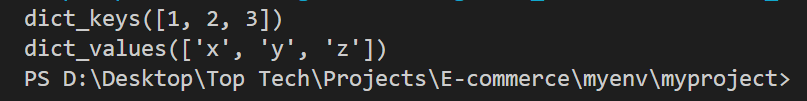 dict_keys([1, 2, 3])
dict_values(['x', 'y', 'z'])
PS D:\Desktop\Top Tech\Projects\E-commerce\myenv\myproject>